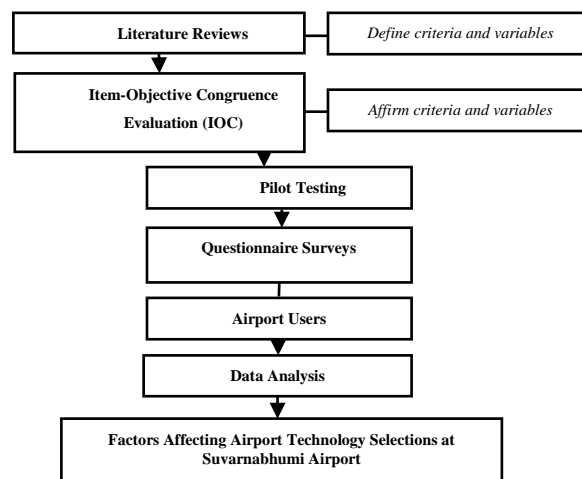 Literature Reviews
Define criteria and variables
Item-Objective Congruence
Evaluation (IOC)
Affirm criteria and variables
Pilot Testing
Questionnaire Surveys
Airport Users
Data Analysis
Factors Affecting Airport Technology Selections at
Suvarnabhumi Airport